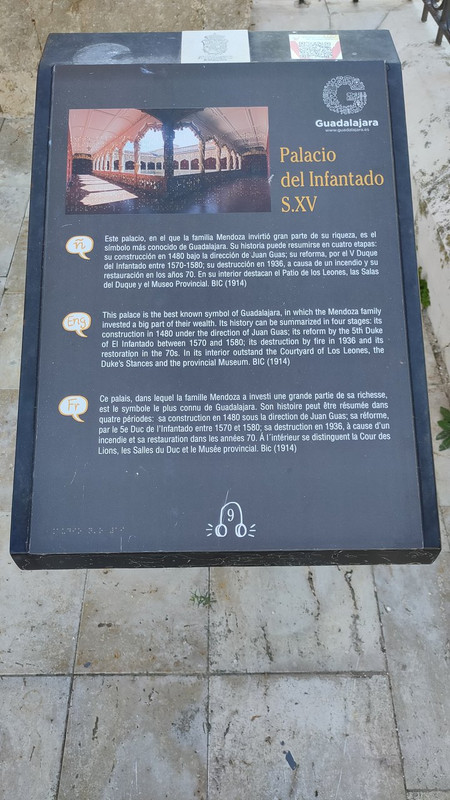 Guadalajara
www.guadalajara.es
Palacio
del Infantado
S.XV
Este palacio, en el que la familia Mendoza invirtió gran parte de su riqueza, es el
símbolo más conocido de Guadalajara. Su historia puede resumirse en cuatro etapas:
su construcción en 1480 bajo la dirección de Juan Guas; su reforma, por el V Duque
del Infantado entre 1570-1580; su destrucción en 1936, a causa de un incendio y su
restauración en los años 70. En su interior destacan el Patio de los Leones, las Salas
del Duque y el Museo Provincial. BIC (1914)
Eng
This palace is the best known symbol of Guadalajara, in which the Mendoza family
invested a big part of their wealth. Its history can be summarized in four stages: its
construction in 1480 under the direction of Juan Guas; its reform by the 5th Duke
of El Infantado between 1570 and 1580; its destruction by fire in 1936 and its
restoration in the 70s. In its interior outstand the Courtyard of Los Leones, the
Duke's Stances and the provincial Museum. BIC (1914)
Fr
Ce palais, dans lequel la famille Mendoza a investi une grande partie de sa richesse,
est le symbole le plus connu de Guadalajara. Son histoire peut être résumée dans
quatre périodes: sa construction en 1480 sous la direction de Juan Guas; sa réforme,
par le 5e Duc de l'Infantado entre 1570 et 1580; sa destruction en 1936, à cause d'un
incendie et sa restauration dans les années 70. À l´intérieur se distinguent la Cour des
Lions, les Salles du Duc et le Musée provincial. Bic (1914)
9